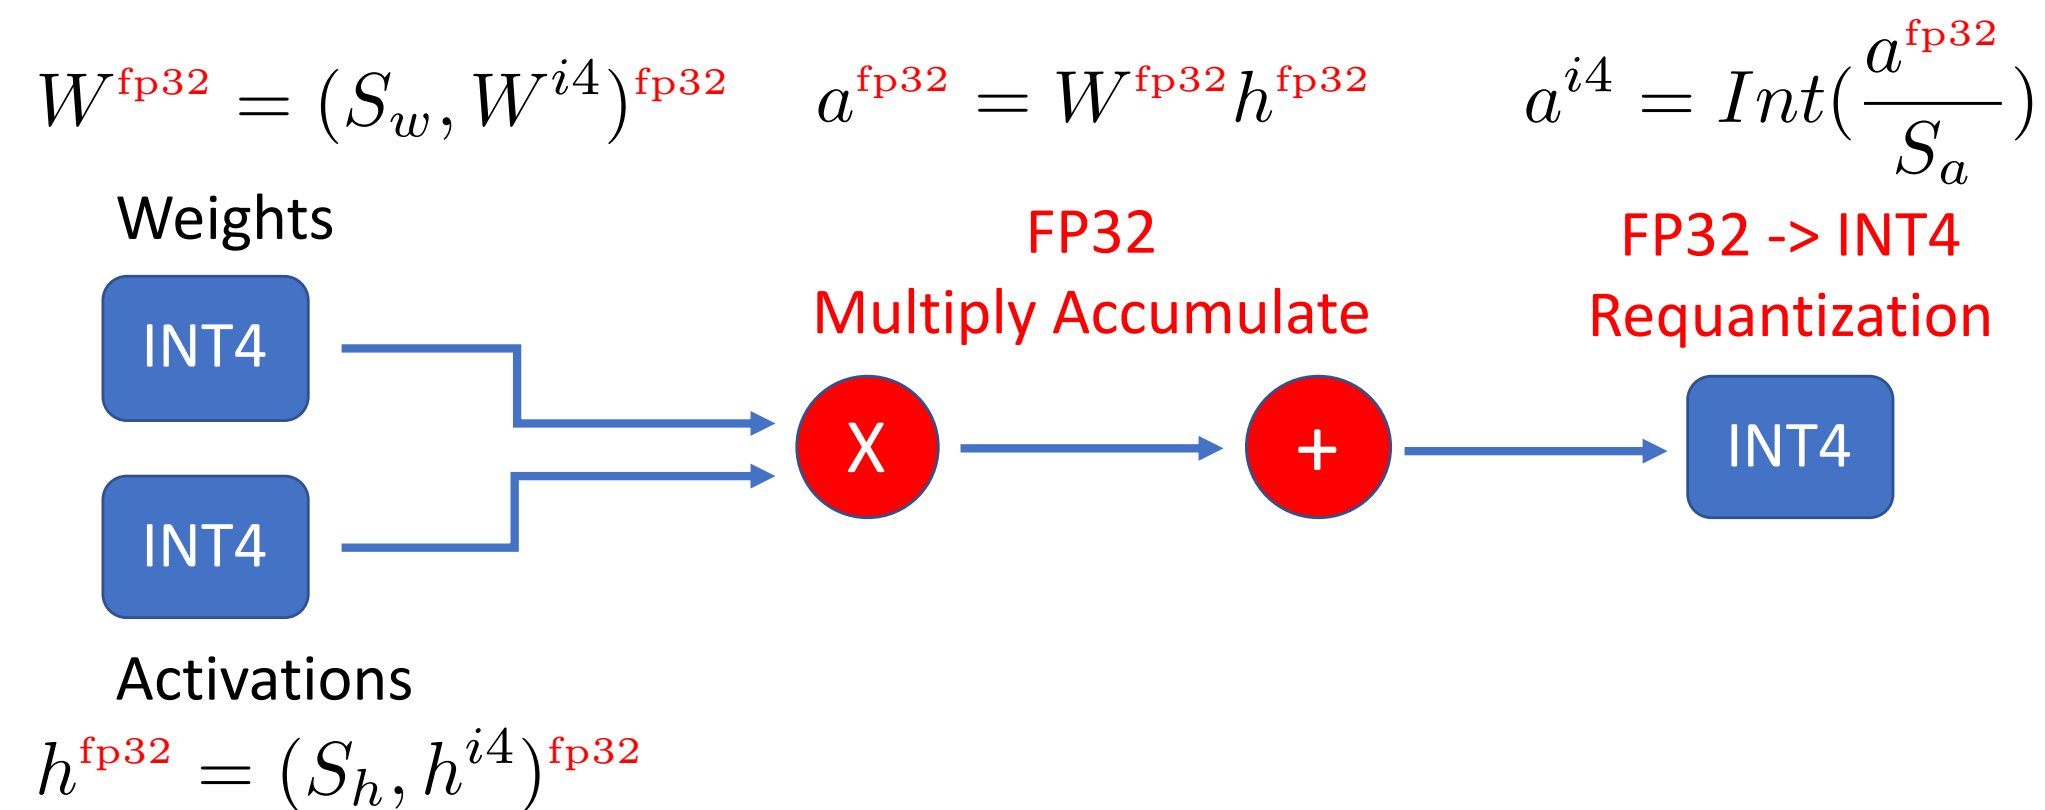 W^fp32 = (S_w, W^i4)^fp32
a^fp32 = W^fp32 h^fp32
a^i4 = Int(a^fp32 / S_a)
Weights
FP32
Multiply Accumulate
FP32 -> INT4
Requantization
INT4
INT4
X
+
INT4
Activations
h^fp32 = (S_h, h^i4)^fp32